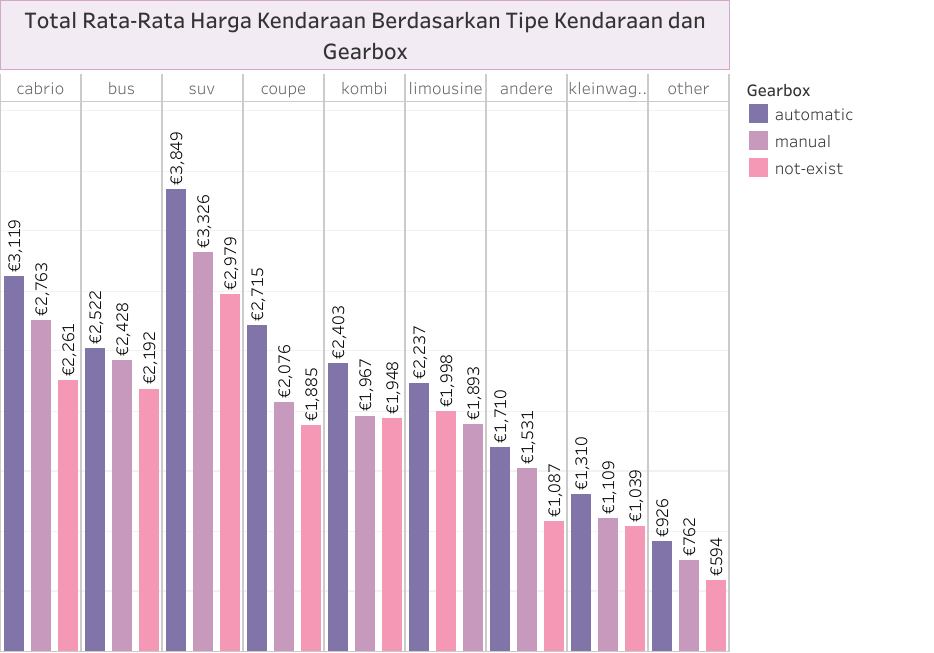 Total Rata-Rata Harga Kendaraan Berdasarkan Tipe Kendaraan dan
Gearbox
cabrio bus suv coupe kombi limousine andere kleinwag.. other
Gearbox
automatic
manual
not-exist
€3,119 €2,763 €2,261
€2,522 €2,428 €2,192
€3,849 €3,326 €2,979
€2,715 €2,076 €1,885
€2,403 €1,967 €1,948
€2,237 €1,998 €1,893
€1,710 €1,531 €1,087
€1,310 €1,109 €1,039
€926 €762 €594